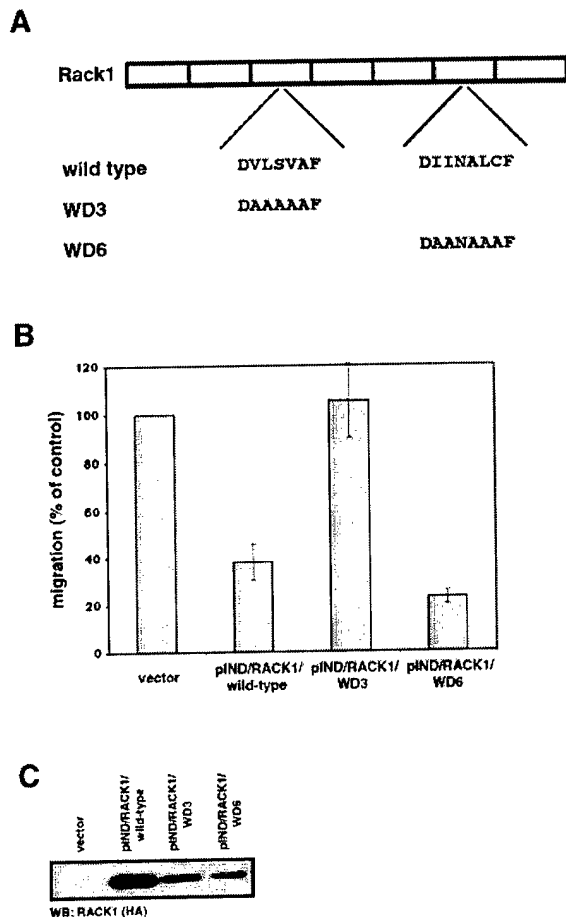 A
Rack1
wild type DVLSVAF DIINALCF
WD3 DAAAAAF
WD6 DAANAAAF
B
migration (% of control)
120
100
80
60
40
20
0
vector
pIND/RACK1/
wild-type
pIND/RACK1/
WD3
pIND/RACK1/
WD6
C
vector
pIND/RACK1/
wild-type
pIND/RACK1/
WD3
pIND/RACK1/
WD6
WB: RACK1 (HA)